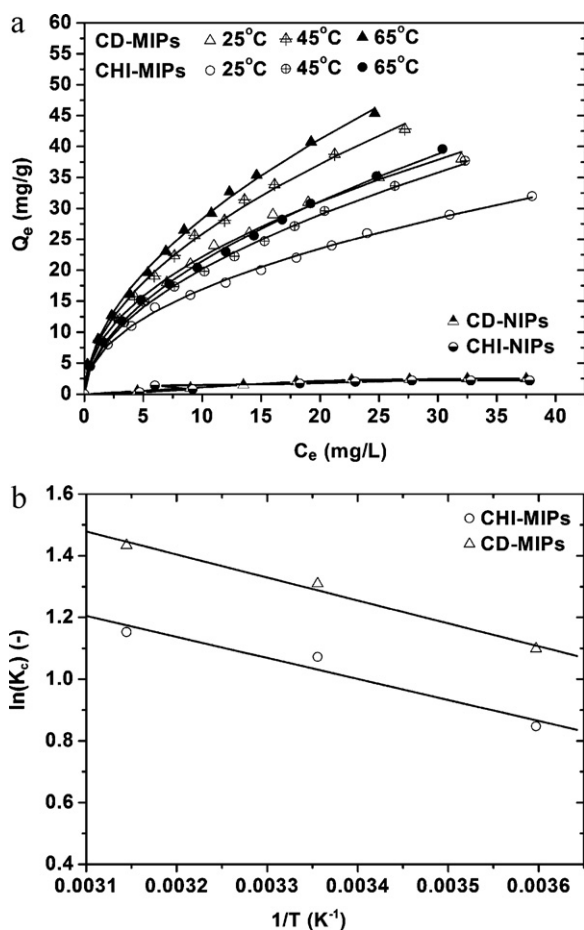 a
60
55
50
45
40
35
30
25
20
15
10
5
0
Qe (mg/g)
CD-MIPs 25°C 45°C 65°C
CHI-MIPs 25°C 45°C 65°C
CD-NIPs
CHI-NIPs
0 5 10 15 20 25 30 35 40
Ce (mg/L)
b
1.6
1.4
1.2
1.0
0.8
0.6
0.4
ln(Kc) (-)
CHI-MIPs
CD-MIPs
0.0031 0.0032 0.0033 0.0034 0.0035 0.0036
1/T (K⁻¹)